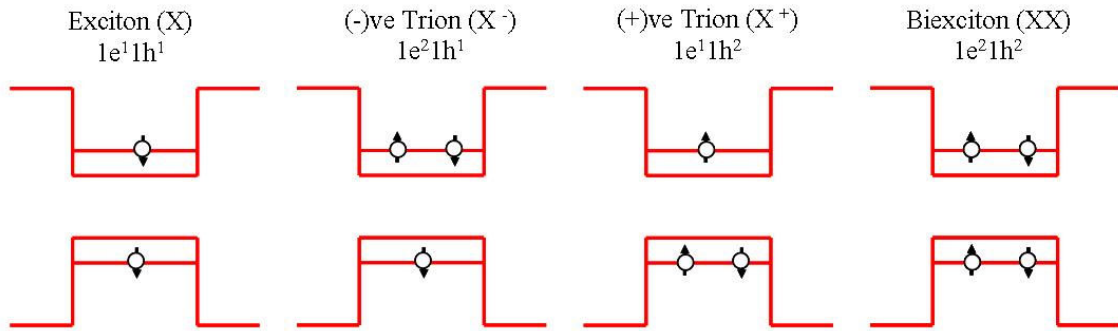 Exciton (X)
1e¹1h¹
(-)ve Trion (X⁻)
1e²1h¹
(+)ve Trion (X⁺)
1e¹1h²
Biexciton (XX)
1e²1h²